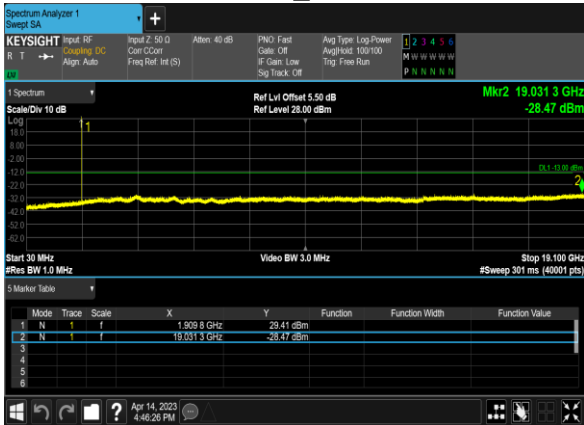 Spectrum Analyzer 1
Swept SA
+
KEYSIGHT Input: RF Input Z: 50 Ω Atten: 40 dB PNO: Fast Avg Type: Log-Power 1 2 3 4 5 6
R T Coupling: DC Corr CCorr Gate: Off Avg|Hold: 100/100 M W W W W W
Align: Auto Freq Ref: Int (S) IF Gain: Low Trig: Free Run
LXI Sig Track: Off P N N N N N
1 Spectrum Ref Lvl Offset 5.50 dB Mkr2 19.031 3 GHz
Scale/Div 10 dB Ref Level 28.00 dBm -28.47 dBm
Log
18.0 1
8.00
-2.00
-12.0 DL1 -13.00 dBm
-22.0 2
-32.0
-42.0
-52.0
-62.0
Start 30 MHz Video BW 3.0 MHz Stop 19.100 GHz
#Res BW 1.0 MHz #Sweep 301 ms (40001 pts)
5 Marker Table
Mode Trace Scale X Y Function Function Width Function Value
1 N 1 f 1.909 8 GHz 29.41 dBm
2 N 1 f 19.031 3 GHz -28.47 dBm
3
4
5
6
? Apr 14, 2023
4:46:26 PM